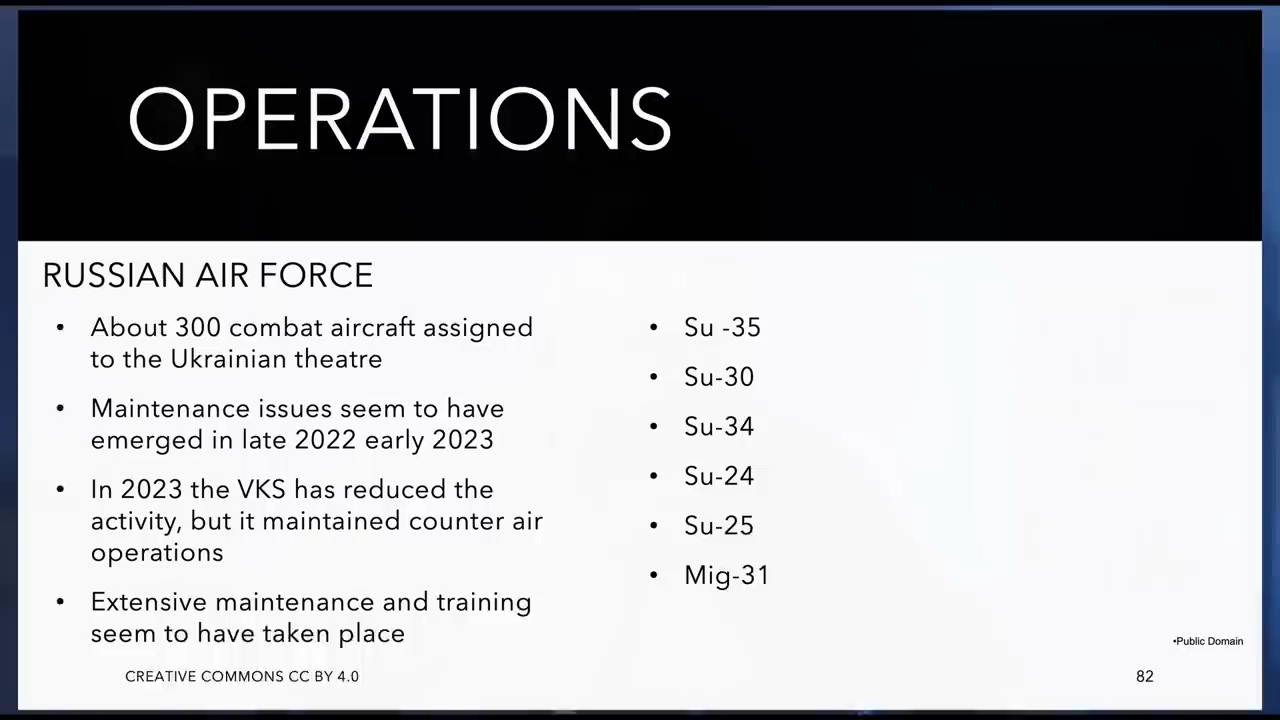 OPERATIONS
RUSSIAN AIR FORCE
• About 300 combat aircraft assigned
to the Ukrainian theatre
• Maintenance issues seem to have
emerged in late 2022 early 2023
• In 2023 the VKS has reduced the
activity, but it maintained counter air
operations
• Extensive maintenance and training
seem to have taken place
• Su -35
• Su-30
• Su-34
• Su-24
• Su-25
• Mig-31
•Public Domain
CREATIVE COMMONS CC BY 4.0
82